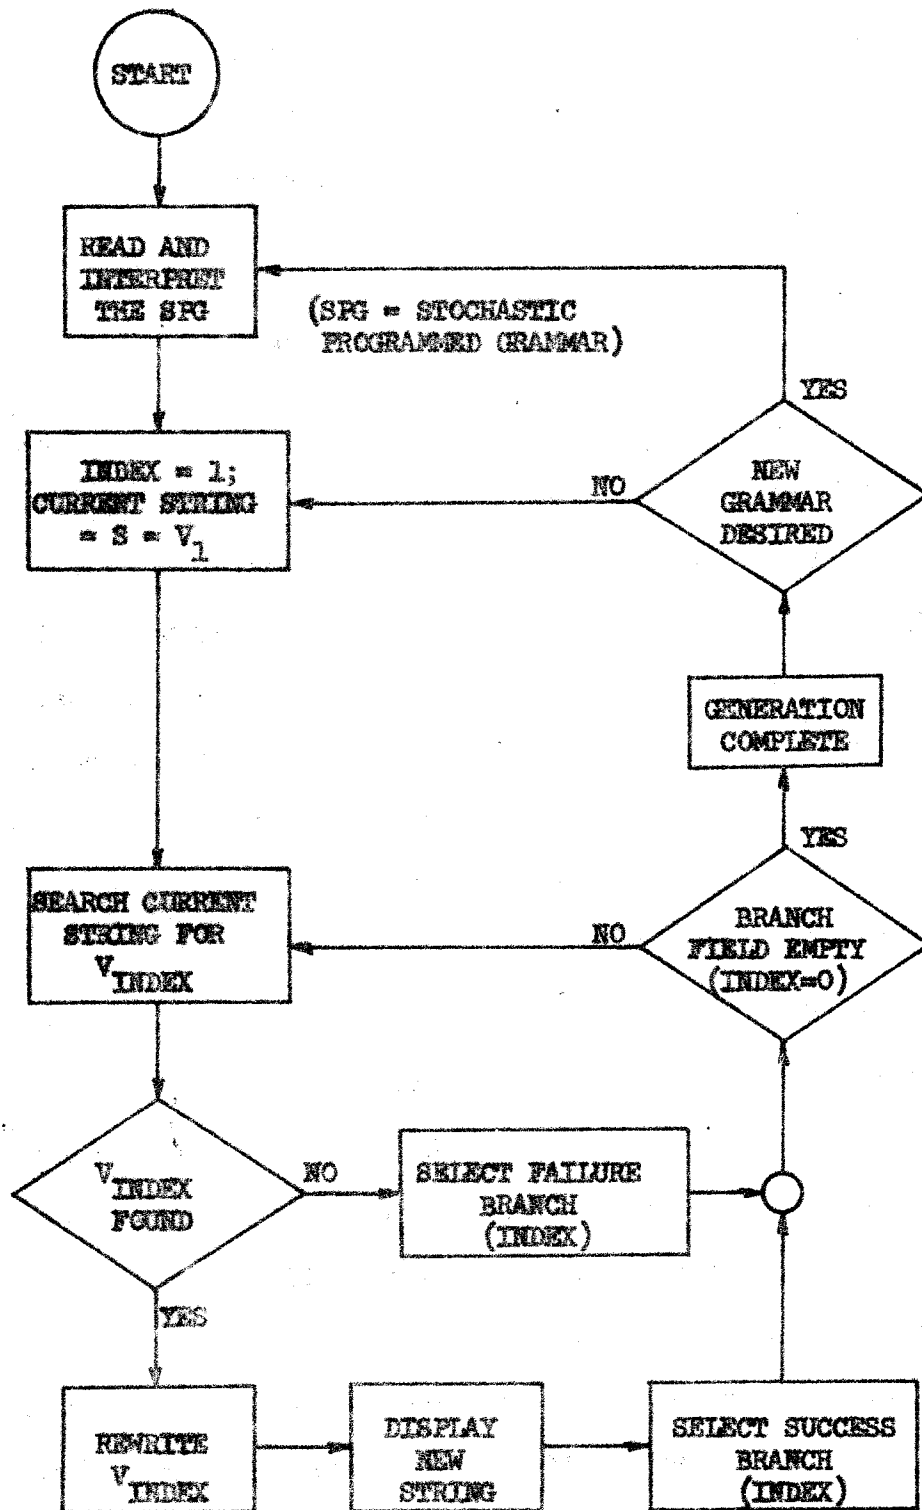 START
READ AND
INTERPRET
THE SPG
(SPG = STOCHASTIC
PROGRAMMED GRAMMAR)
YES
INDEX = 1;
CURRENT STRING
= S = V1
NO
NEW
GRAMMAR
DESIRED
GENERATION
COMPLETE
YES
SEARCH CURRENT
STRING FOR
VINDEX
NO
BRANCH
FIELD EMPTY
(INDEX=0)
VINDEX
FOUND
NO
SELECT FAILURE
BRANCH
(INDEX)
YES
REWRITE
VINDEX
DISPLAY
NEW
STRING
SELECT SUCCESS
BRANCH
(INDEX)